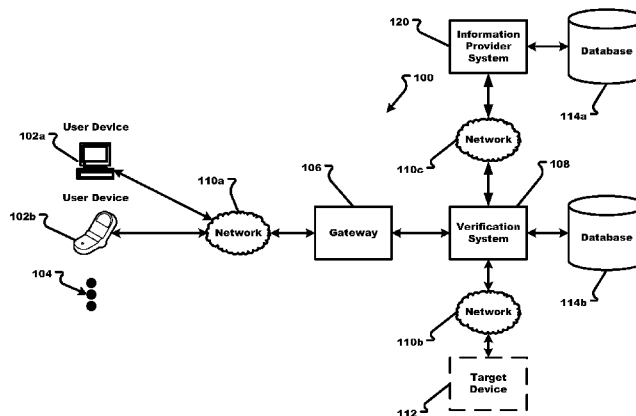 120
Information
Provider
System
Database
100
114a
User Device
102a
Network
110c
User Device
110a
106
108
102b
Network
Gateway
Verification
System
Database
104
Network
114b
110b
Target
Device
112